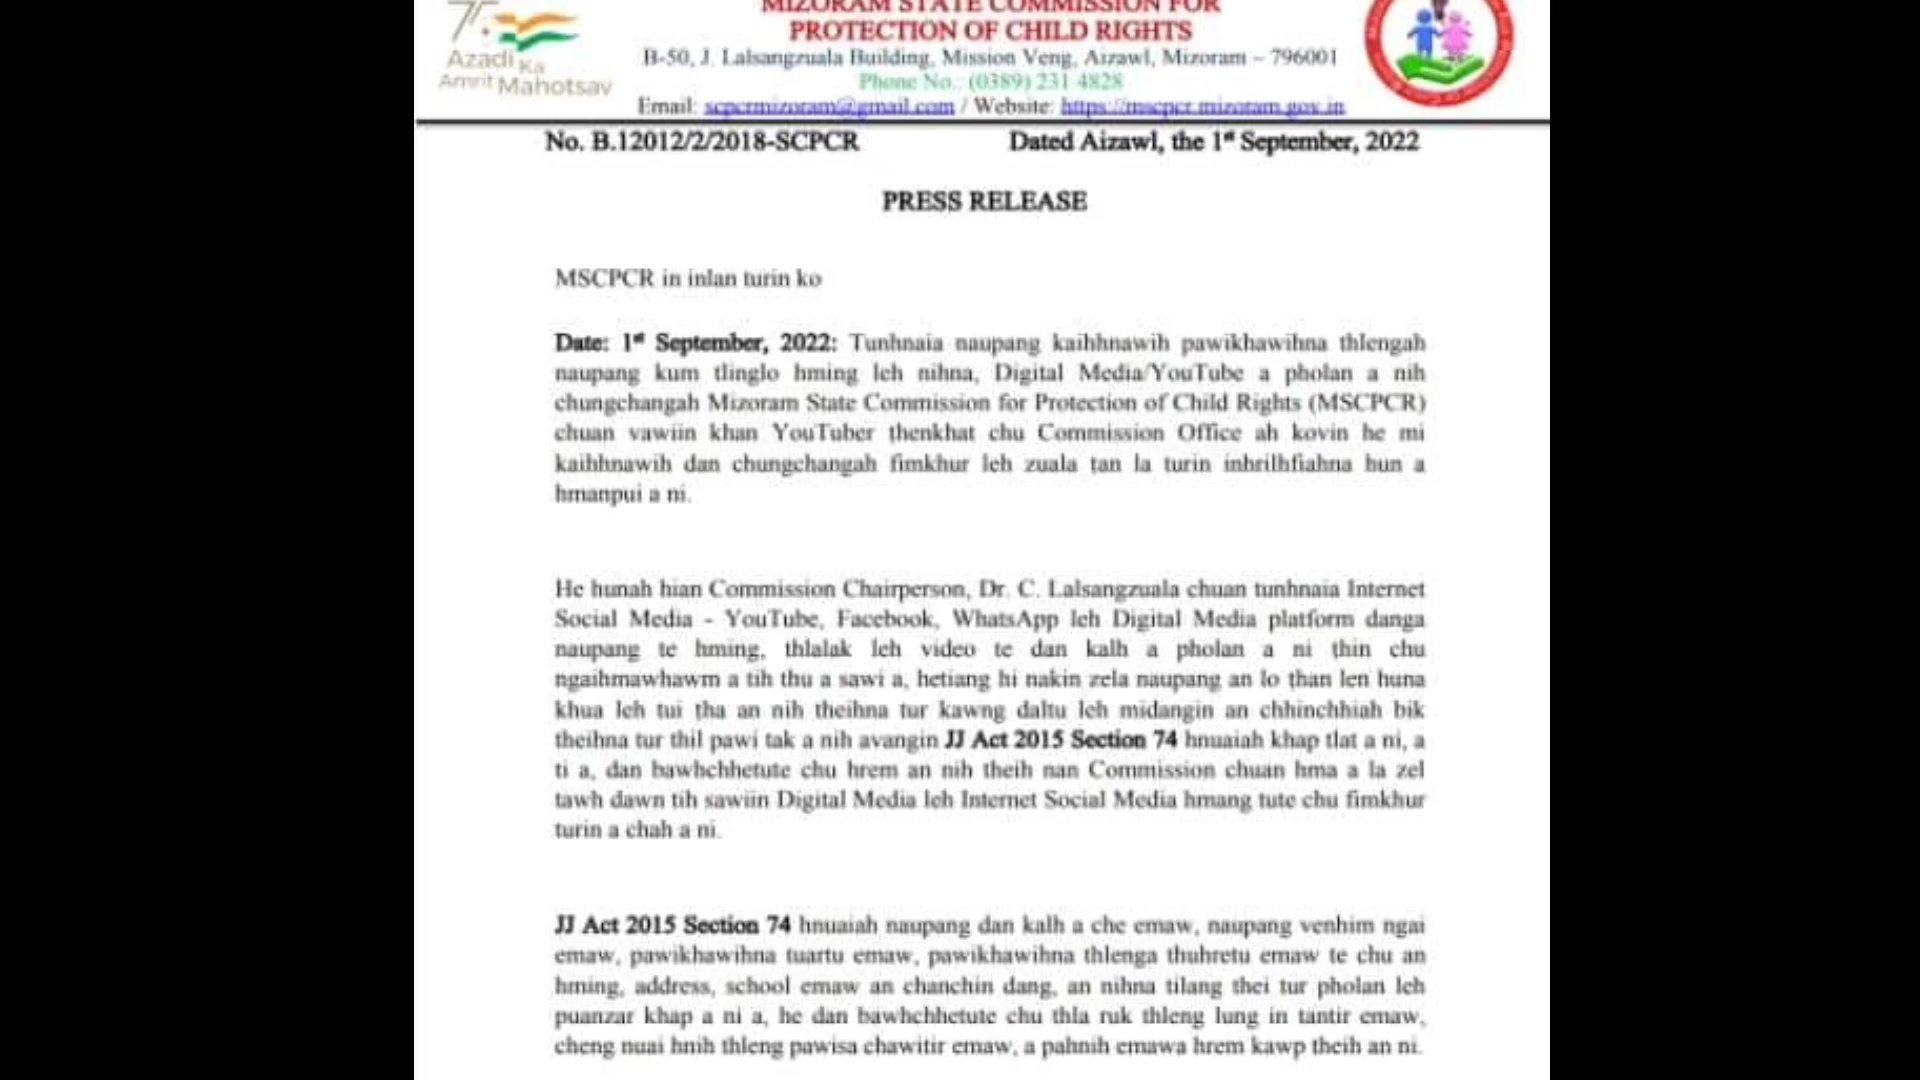 Azadi Ka
Amrit Mahotsav
MIZORAM STATE COMMISSION FOR
PROTECTION OF CHILD RIGHTS
B-50, J. Lalsangzuala Building, Mission Veng, Aizawl, Mizoram – 796001
Phone No.: (0389) 231 4828
Email: scpcrmizoram@gmail.com / Website: https://mscpcr.mizoram.gov.in
No. B.12012/2/2018-SCPCR Dated Aizawl, the 1st September, 2022
PRESS RELEASE
MSCPCR in inlan turin ko
Date: 1st September, 2022: Tunhnaia naupang kaihhnawih pawikhawihna thlengah
naupang kum tlinglo hming leh nihna, Digital Media/YouTube a pholan a nih
chungchangah Mizoram State Commission for Protection of Child Rights (MSCPCR)
chuan vawiin khan YouTuber thenkhat chu Commission Office ah kovin he mi
kaihhnawih dan chungchangah fimkhur leh zuala ṭan la turin inhrilhfiahna hun a
hmanpui a ni.
He hunah hian Commission Chairperson, Dr. C. Lalsangzuala chuan tunhnaia Internet
Social Media - YouTube, Facebook, WhatsApp leh Digital Media platform danga
naupang te hming, thlalak leh video te dan kalh a pholan a ni thin chu
ngaihmawhawm a tih thu a sawi a, hetiang hi nakin zela naupang an lo ṭhan len huna
khua leh tui ṭha an nih theihna tur kawng daltu leh midangin an chhinchhiah bik
theihna tur thil pawi tak a nih avangin JJ Act 2015 Section 74 hnuaiah khap tlat a ni, a
ti a, dan bawhchhetute chu hrem an nih theih nan Commission chuan hma a la zel
tawh dawn tih sawiin Digital Media leh Internet Social Media hmang tute chu fimkhur
turin a chah a ni.
JJ Act 2015 Section 74 hnuaiah naupang dan kalh a che emaw, naupang venhim ngai
emaw, pawikhawihna tuartu emaw, pawikhawihna thlenga thuhretu emaw te chu an
hming, address, school emaw an chanchin dang, an nihna tilang thei tur pholan leh
puanzar khap a ni a, he dan bawhchhetute chu thla ruk thleng lung in tantir emaw,
cheng nuai hnih thleng pawisa chawitir emaw, a pahnih emawa hrem kawp theih an ni.